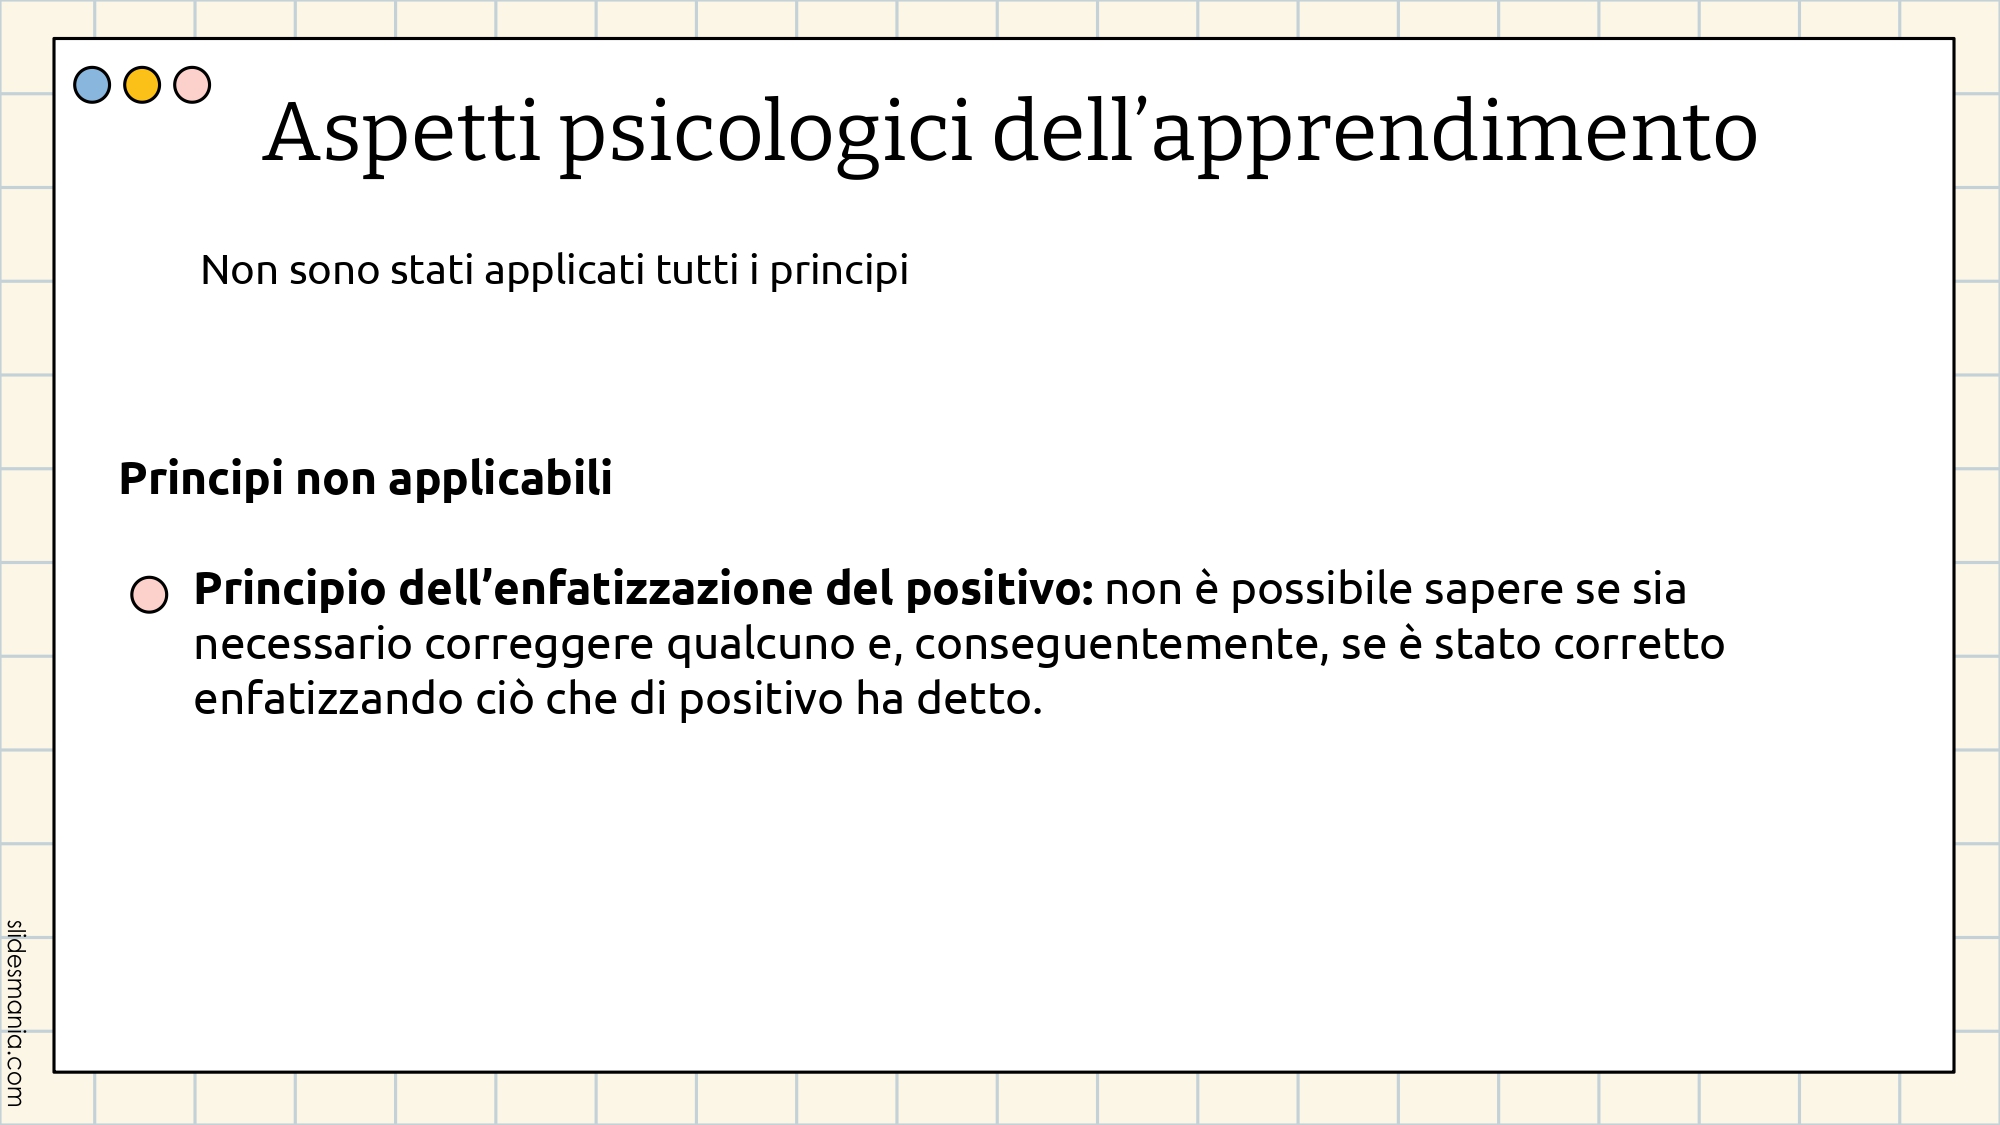 Aspetti psicologici dell’apprendimento
Non sono stati applicati tutti i principi
Principi non applicabili
Principio dell’enfatizzazione del positivo: non è possibile sapere se sia
necessario correggere qualcuno e, conseguentemente, se è stato corretto
enfatizzando ciò che di positivo ha detto.
slidesmania.com